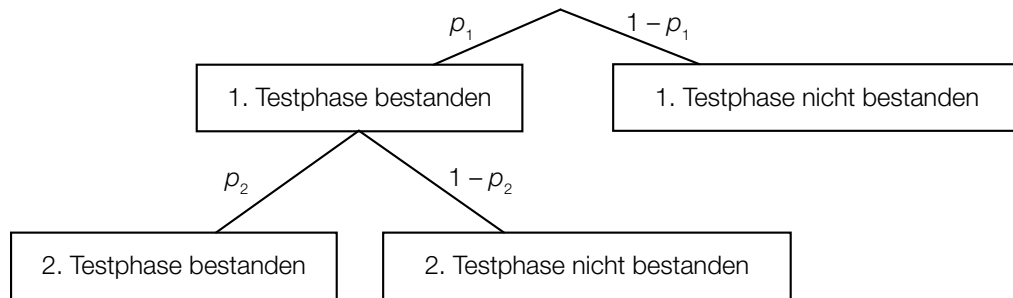 p₁ 1 – p₁
1. Testphase bestanden 1. Testphase nicht bestanden
p₂ 1 – p₂
2. Testphase bestanden 2. Testphase nicht bestanden